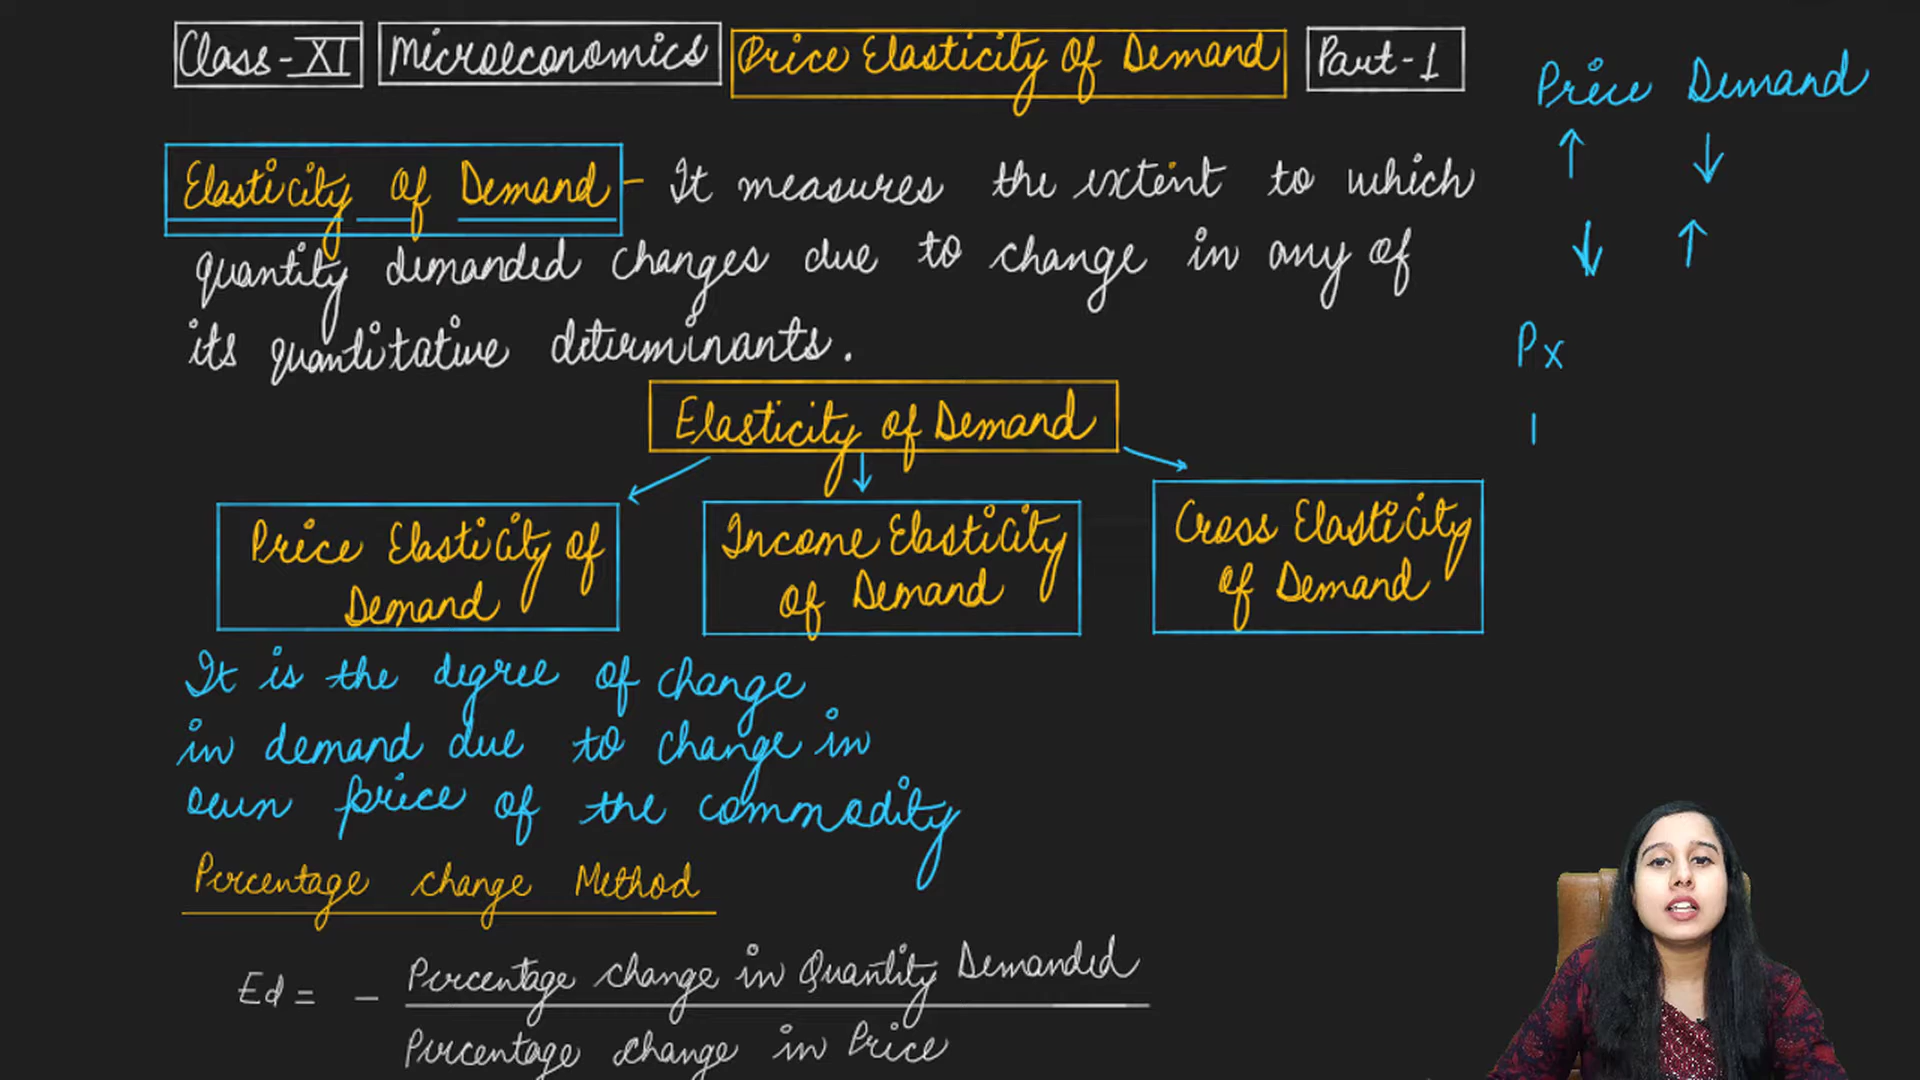 Class-XI Microeconomics Price Elasticity Of Demand Part-1
Price Demand
↑ ↓
↓ ↑
Px
I
Elasticity Of Demand - It measures the extent to which
quantity demanded changes due to change in any of
its quantitative determinants.
Elasticity of Demand
Price Elasticity of
Demand
Income Elasticity
of Demand
Cross Elasticity
of Demand
It is the degree of change
in demand due to change in
own price of the commodity
Percentage change Method
Ed = - Percentage change in Quantity Demanded
Percentage change in Price